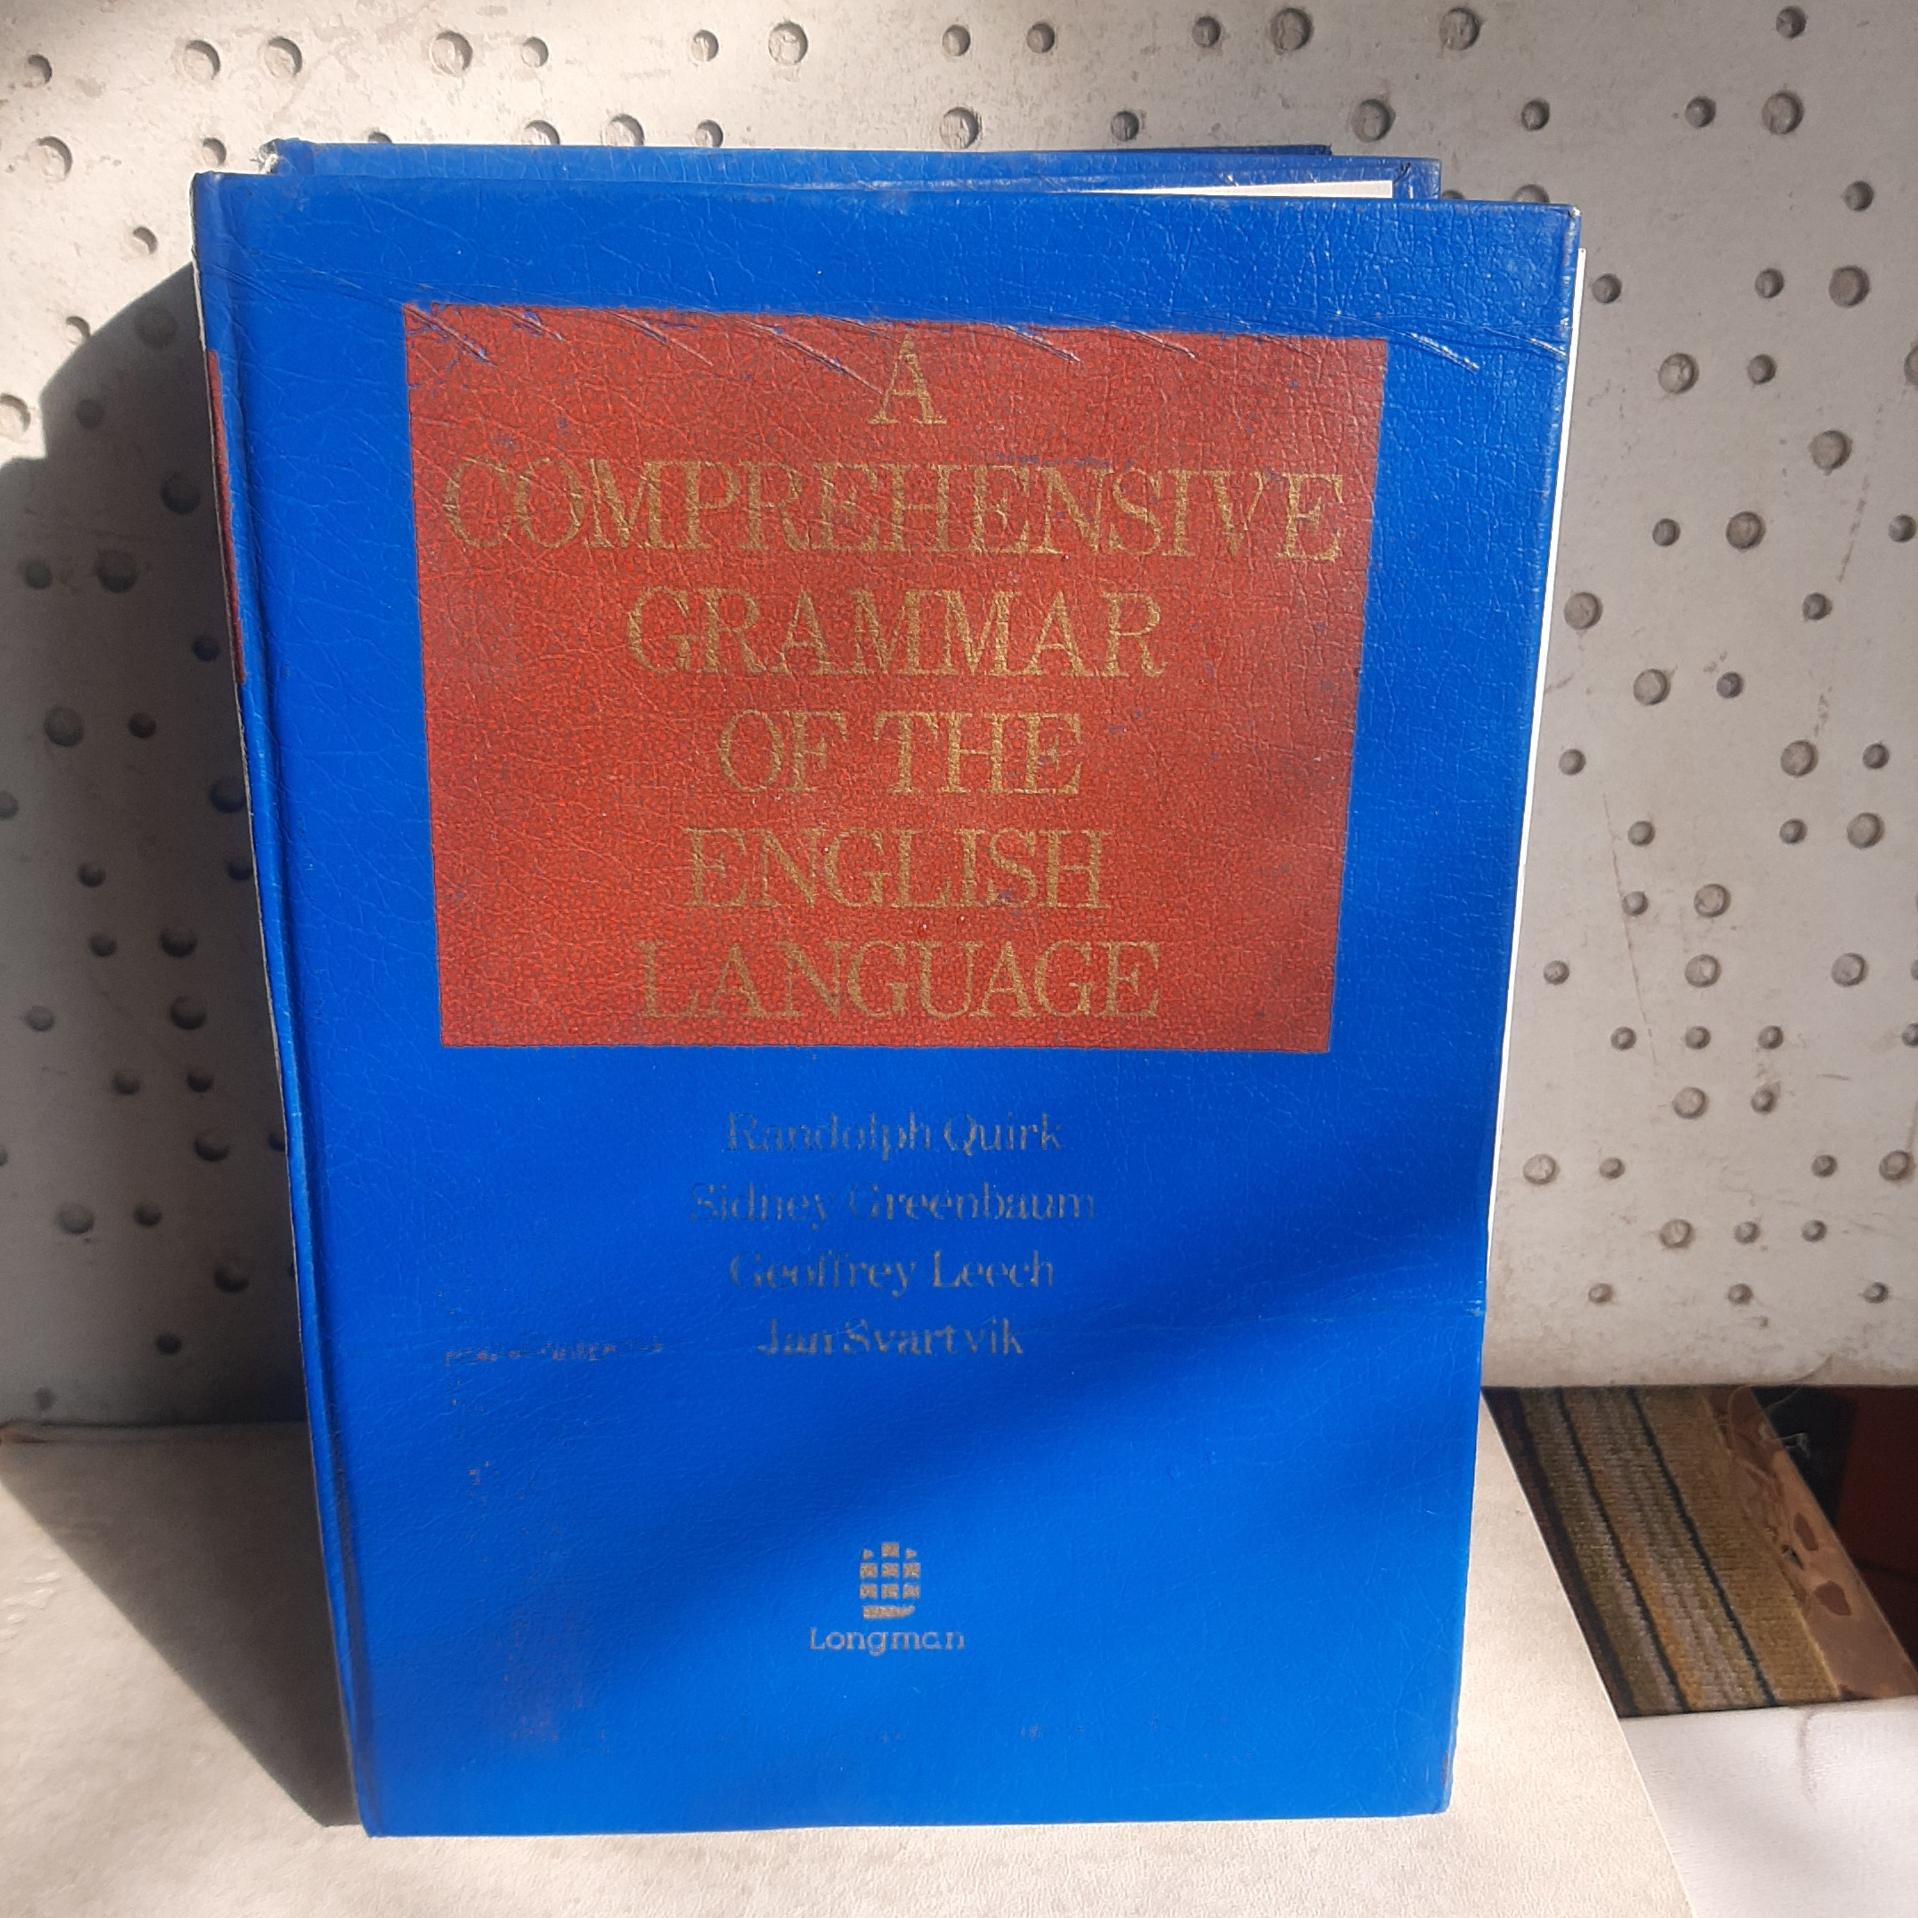 A
COMPREHENSIVE
GRAMMAR
OF THE
ENGLISH
LANGUAGE
Randolph Quirk
Sidney Greenbaum
Geoffrey Leech
Jan Svartvik
Longman